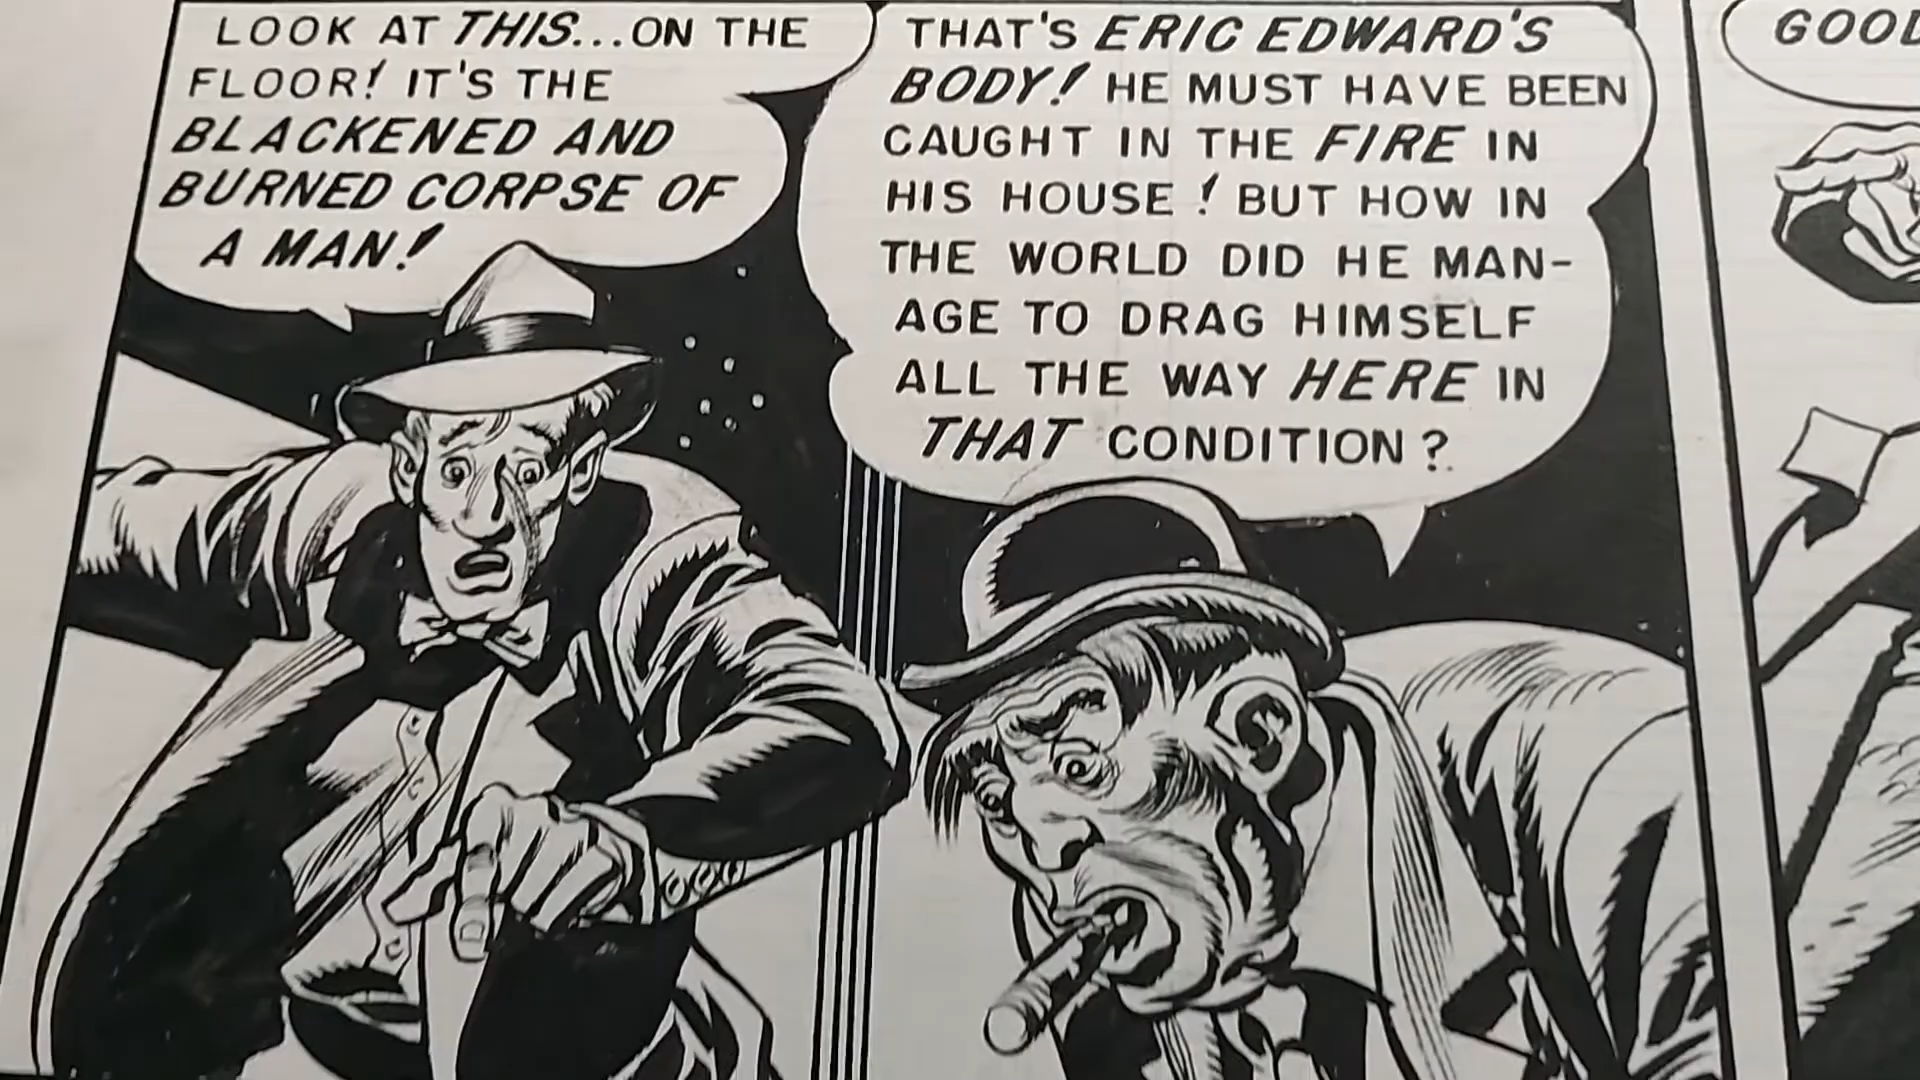 LOOK AT THIS...ON THE
FLOOR! IT'S THE
BLACKENED AND
BURNED CORPSE OF
A MAN!
THAT'S ERIC EDWARD'S
BODY! HE MUST HAVE BEEN
CAUGHT IN THE FIRE IN
HIS HOUSE! BUT HOW IN
THE WORLD DID HE MAN-
AGE TO DRAG HIMSELF
ALL THE WAY HERE IN
THAT CONDITION?